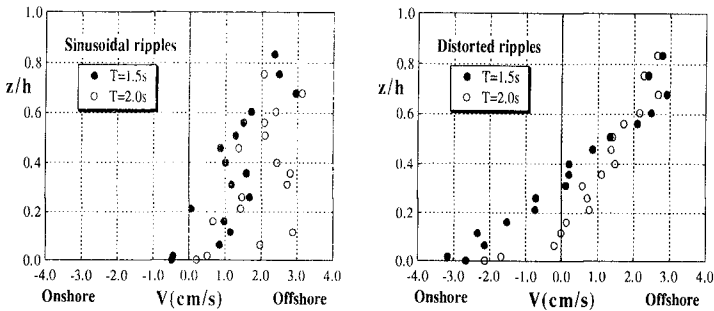 1.0
0.8
z/h
0.6
0.4
0.2
0.0
Sinusoidal ripples
T=1.5s
T=2.0s
-4.0 -3.0 -2.0 -1.0 0.0 1.0 2.0 3.0 4.0
Onshore V(cm/s) Offshore
1.0
0.8
z/h
0.6
0.4
0.2
0.0
Distorted ripples
T=1.5s
T=2.0s
-4.0 -3.0 -2.0 -1.0 0.0 1.0 2.0 3.0 4.0
Onshore V(cm/s) Offshore